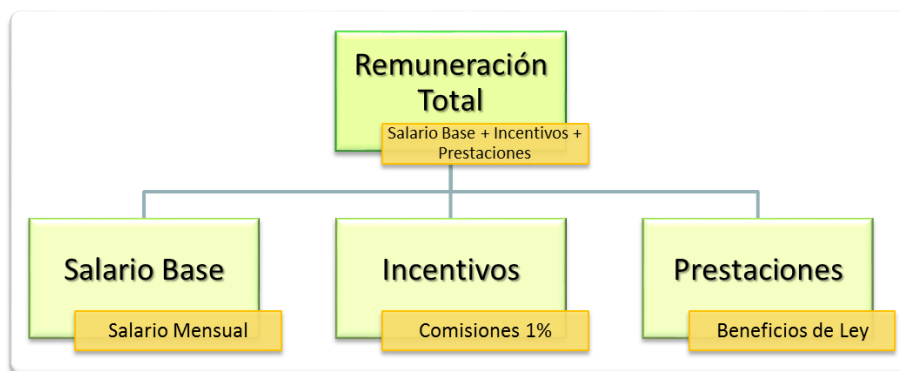 Remuneración
Total
Salario Base + Incentivos +
Prestaciones
Salario Base
Salario Mensual
Incentivos
Comisiones 1%
Prestaciones
Beneficios de Ley